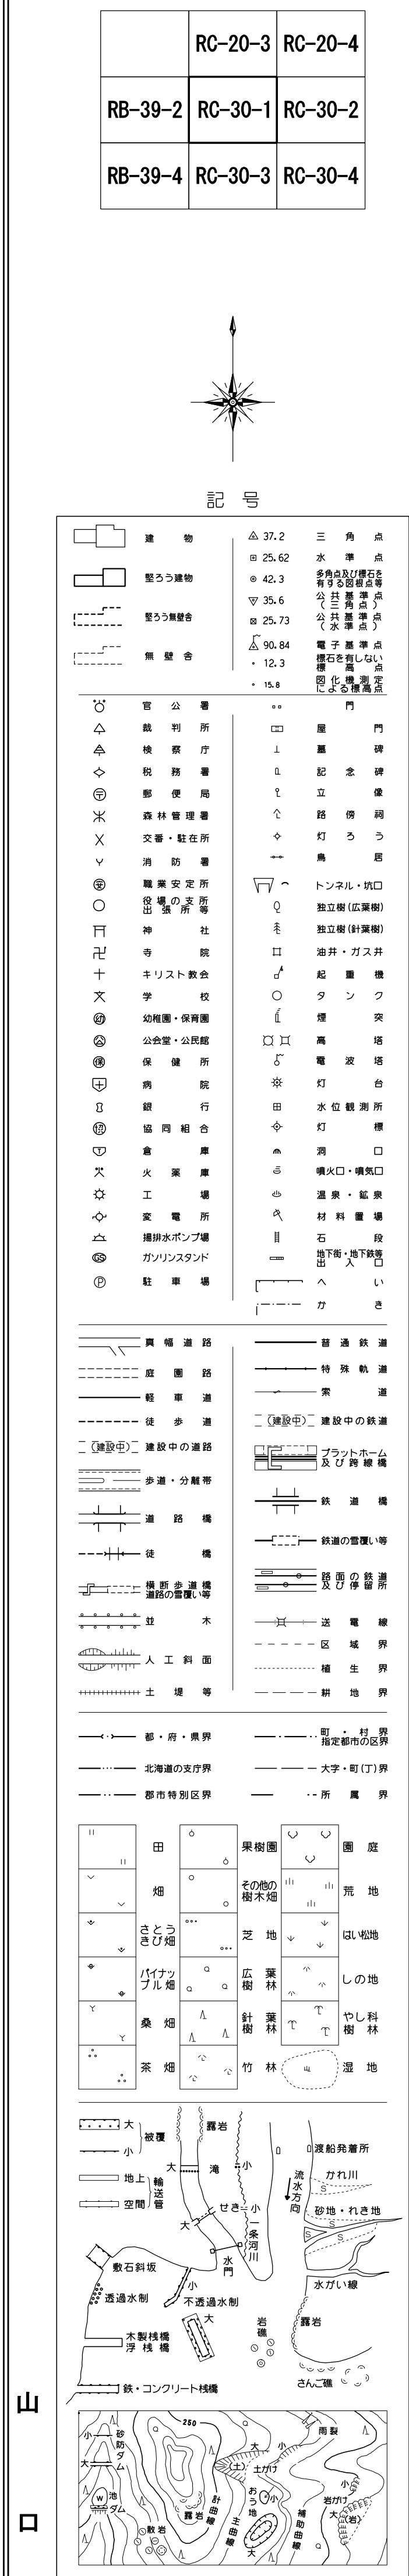 RC-20-3 RC-20-4
RB-39-2 RC-30-1 RC-30-2
RB-39-4 RC-30-3 RC-30-4
記号
建物
堅ろう建物
堅ろう無壁舎
無壁舎
37.2 三角点
25.62 水準点
42.3 多角点及び標石を
有する図根点等
35.6 公共基準点
(三角点)
25.73 公共基準点
(水準点)
90.84 電子基準点
12.3 標石を有しない
標高点
15.8 図化機測定
による標高点
官公署
裁判所
検察庁
税務署
郵便局
森林管理署
交番・駐在所
消防署
職業安定所
役場の支所
出張所等
神社
寺院
キリスト教会
文 学校
幼 幼稚園・保育園
公 公会堂・公民館
保 保健所
病院
銀行
協 協同組合
倉庫
火薬庫
工場
変電所
揚排水ポンプ場
GS ガソリンスタンド
P 駐車場
門
屋門
墓碑
記念碑
立像
路傍祠
灯ろう
鳥居
トンネル・坑口
独立樹(広葉樹)
独立樹(針葉樹)
油井・ガス井
起重機
タンク
煙突
高塔
電波塔
灯台
水位観測所
灯標
洞口
噴火口・噴気口
温泉・鉱泉
材料置場
石段
地下街・地下鉄等
出入口
へい
かき
真幅道路
庭園路
軽車道
徒歩道
(建設中) 建設中の道路
歩道・分離帯
道路橋
徒橋
横断歩道橋
道路の雪覆い等
並木
人工斜面
土堤等
普通鉄道
特殊軌道
索道
(建設中) 建設中の鉄道
プラットホーム
及び跨線橋
鉄道橋
鉄道の雪覆い等
路面の鉄道
及び停留所
送電線
区域界
植生界
耕地界
都・府・県界
北海道の支庁界
郡市特別区界
町・村界
指定都市の区界
大字・町(丁)界
所属界
田
畑
さとう
きび畑
パイナッ
プル畑
桑畑
茶畑
果樹園
その他の
樹木畑
芝地
広葉
樹林
針葉
樹林
竹林
園庭
荒地
はい松地
しの地
やし科
樹林
湿地
大
小
被覆
地上
空間
輸送管
露岩
大
滝
小
せき
大
小
一条河川
水門
渡船発着所
流水方向
かれ川
S
砂地・れき地
S
S
水がい線
敷石斜坂
透過水制
小
不透過水制
大
木製桟橋
浮桟橋
岩礁
露岩
さんご礁
鉄・コンクリート桟橋
小
砂防ダム
大
池
W
ダム
250
露岩
散岩
計曲線
主曲線
大
小
(土)
土がけ
おう地
小
大
補助曲線
雨裂
小
岩がけ
大
(岩)
山
口